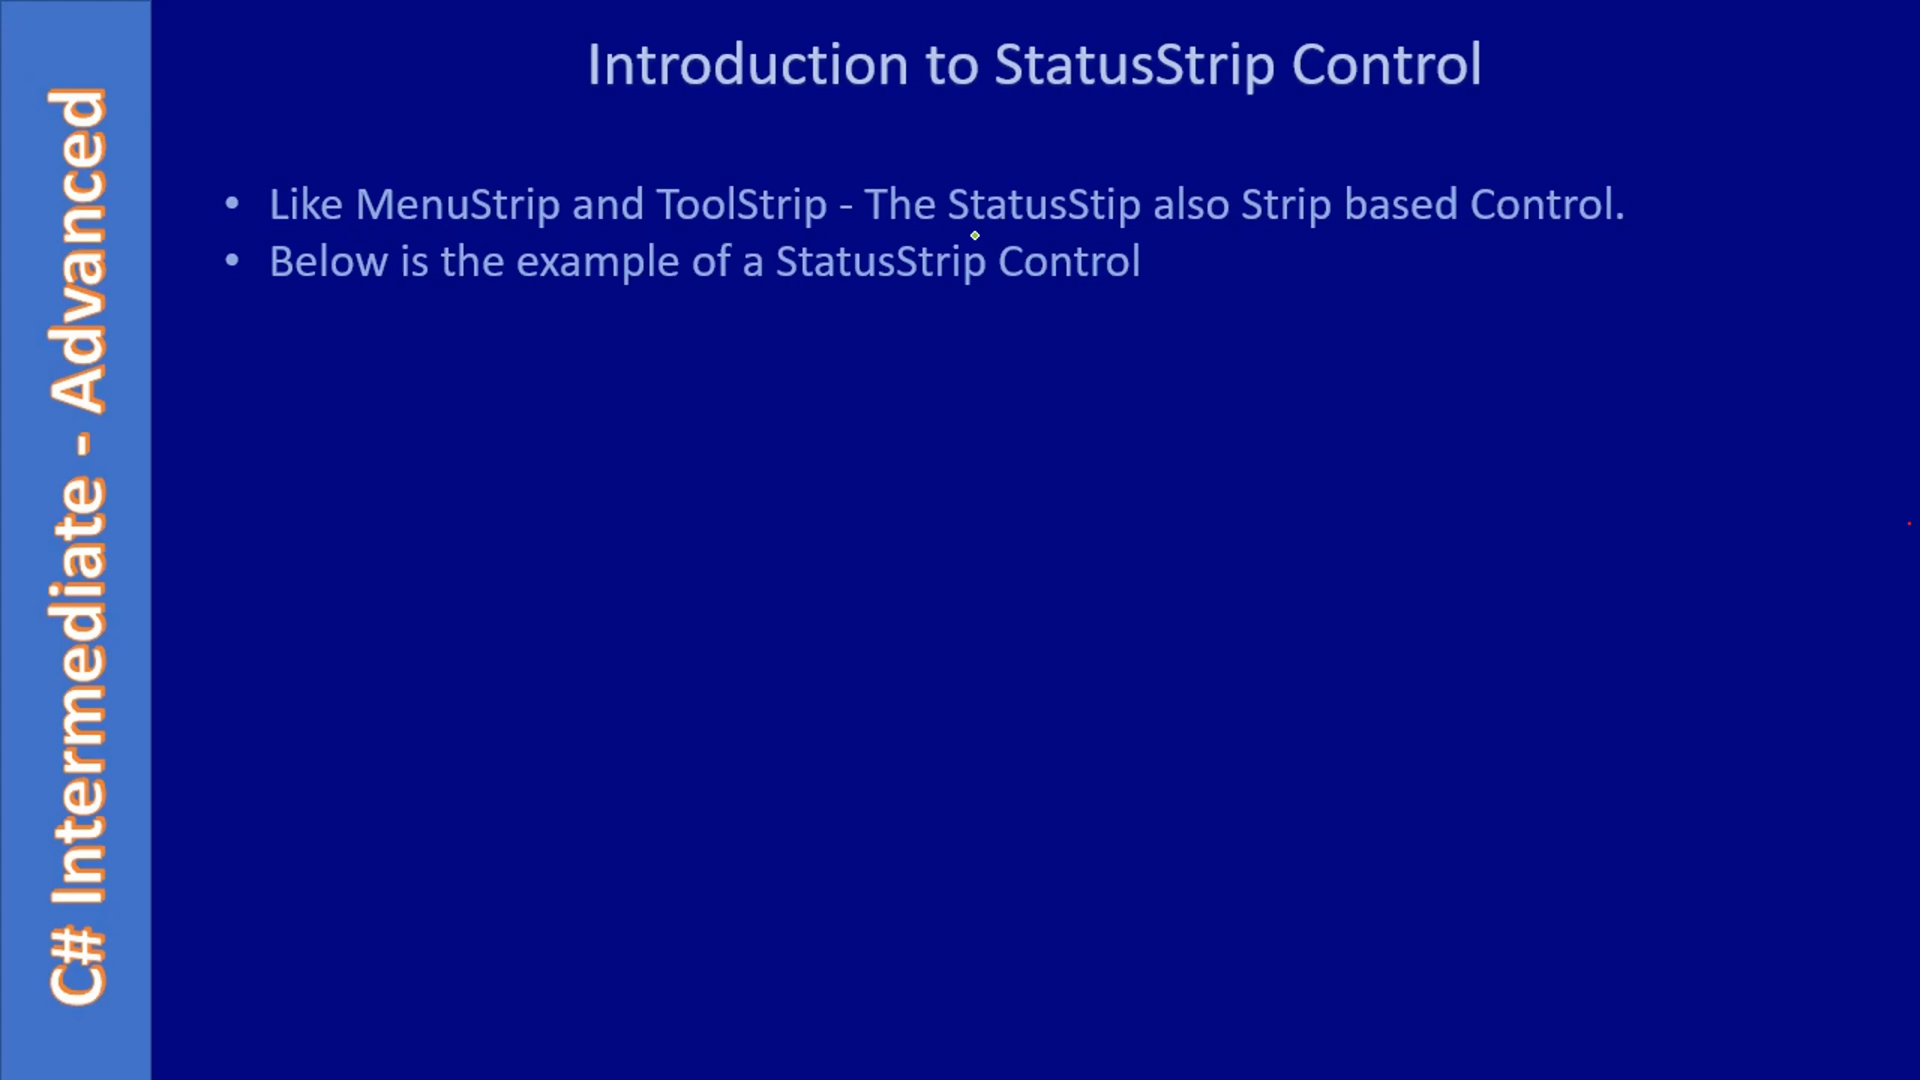 C# Intermediate - Advanced
Introduction to StatusStrip Control
• Like MenuStrip and ToolStrip - The StatusStip also Strip based Control.
• Below is the example of a StatusStrip Control